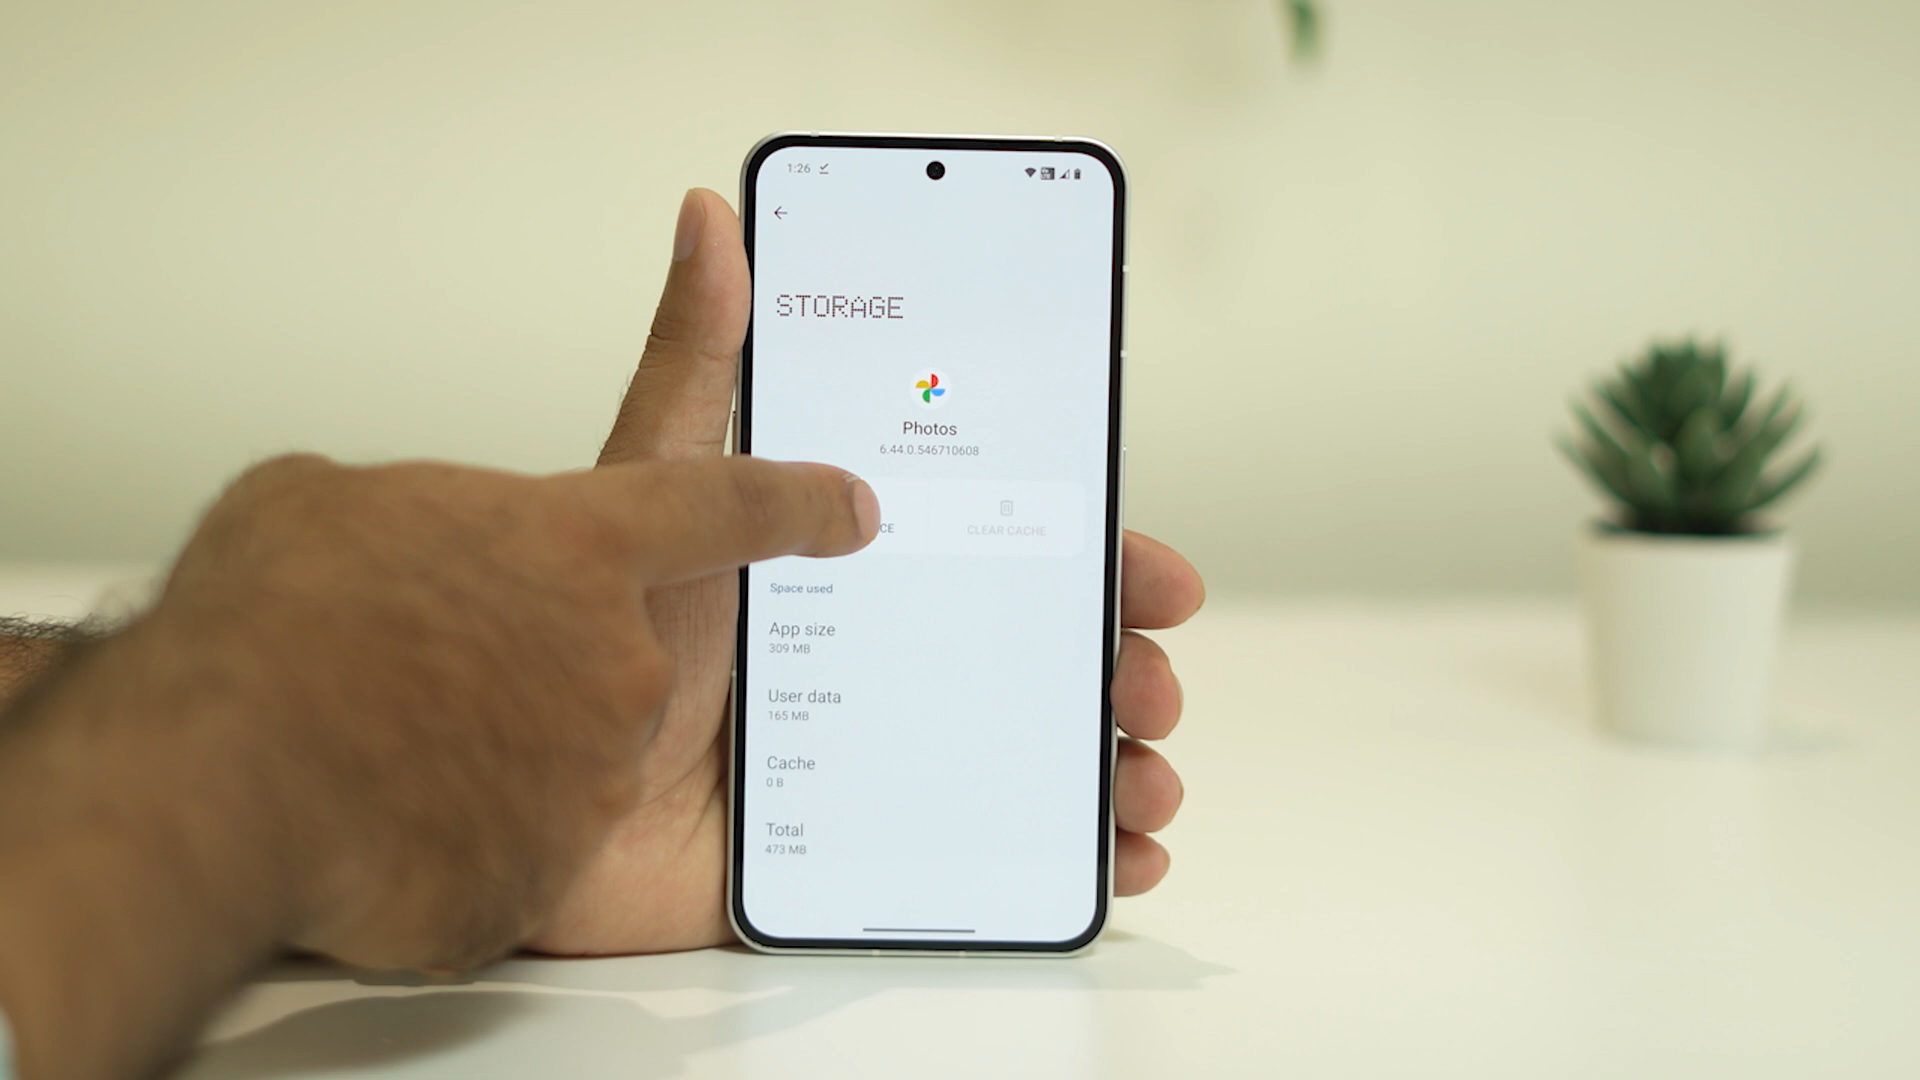 1:26
STORAGE
Photos
6.44.0.546710608
CE
CLEAR CACHE
Space used
App size
309 MB
User data
165 MB
Cache
0 B
Total
473 MB